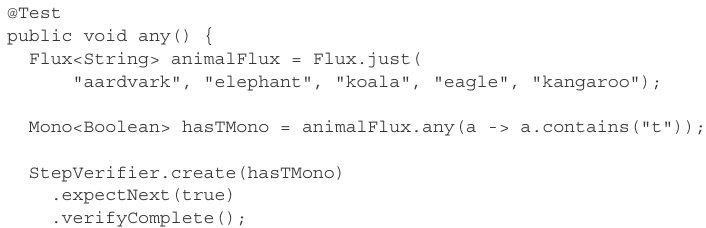 @Test
public void any() {
  Flux<String> animalFlux = Flux.just(
      "aardvark", "elephant", "koala", "eagle", "kangaroo");
  Mono<Boolean> hasTMono = animalFlux.any(a -> a.contains("t"));
  StepVerifier.create(hasTMono)
    .expectNext(true)
    .verifyComplete();